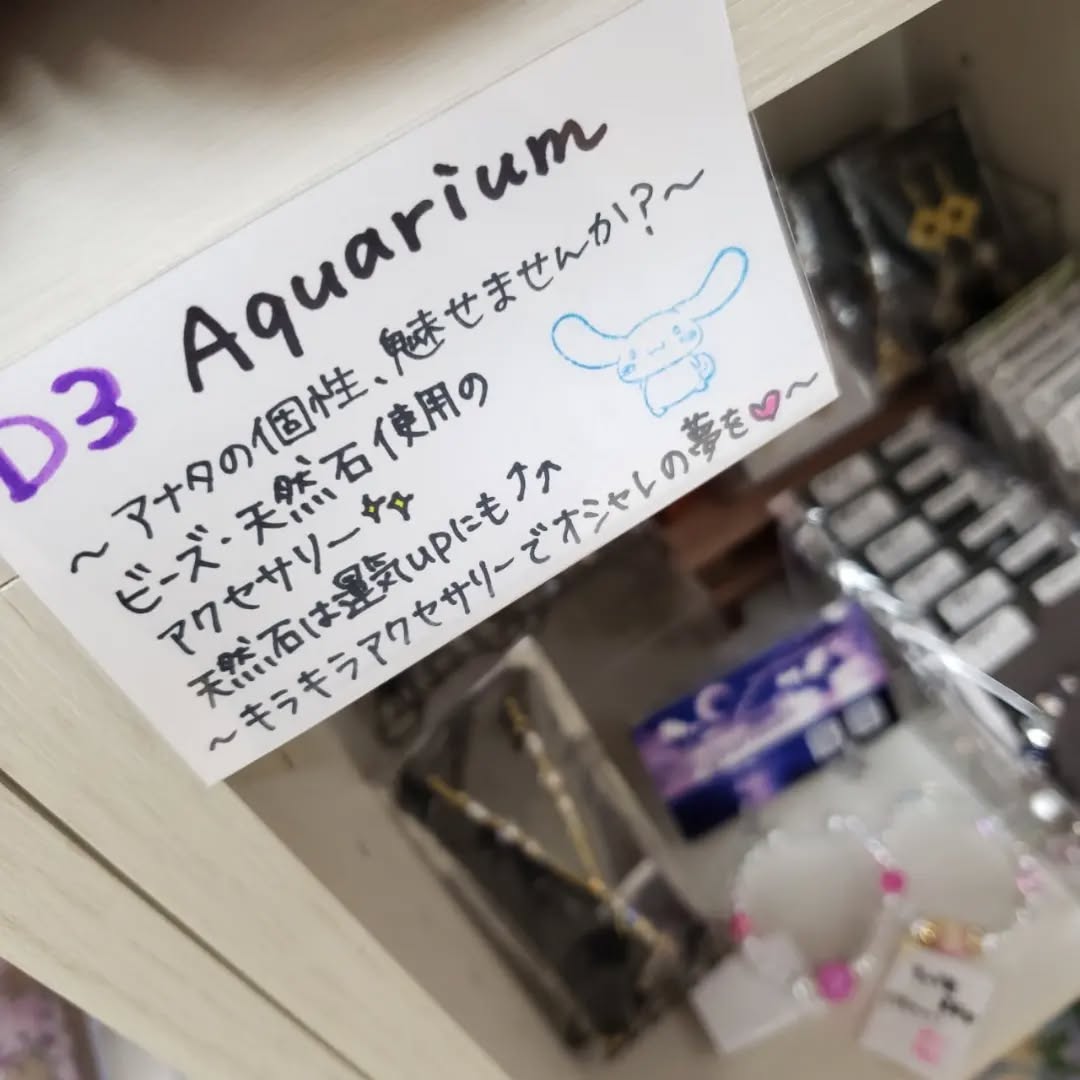 D3 Aquarium
〜アナタの個性、魅せませんか?〜
ビーズ・天然石使用の
アクセサリー✨
天然石は運気upにも↑↑
〜キラキラアクセサリーでオシャレの夢を♡〜